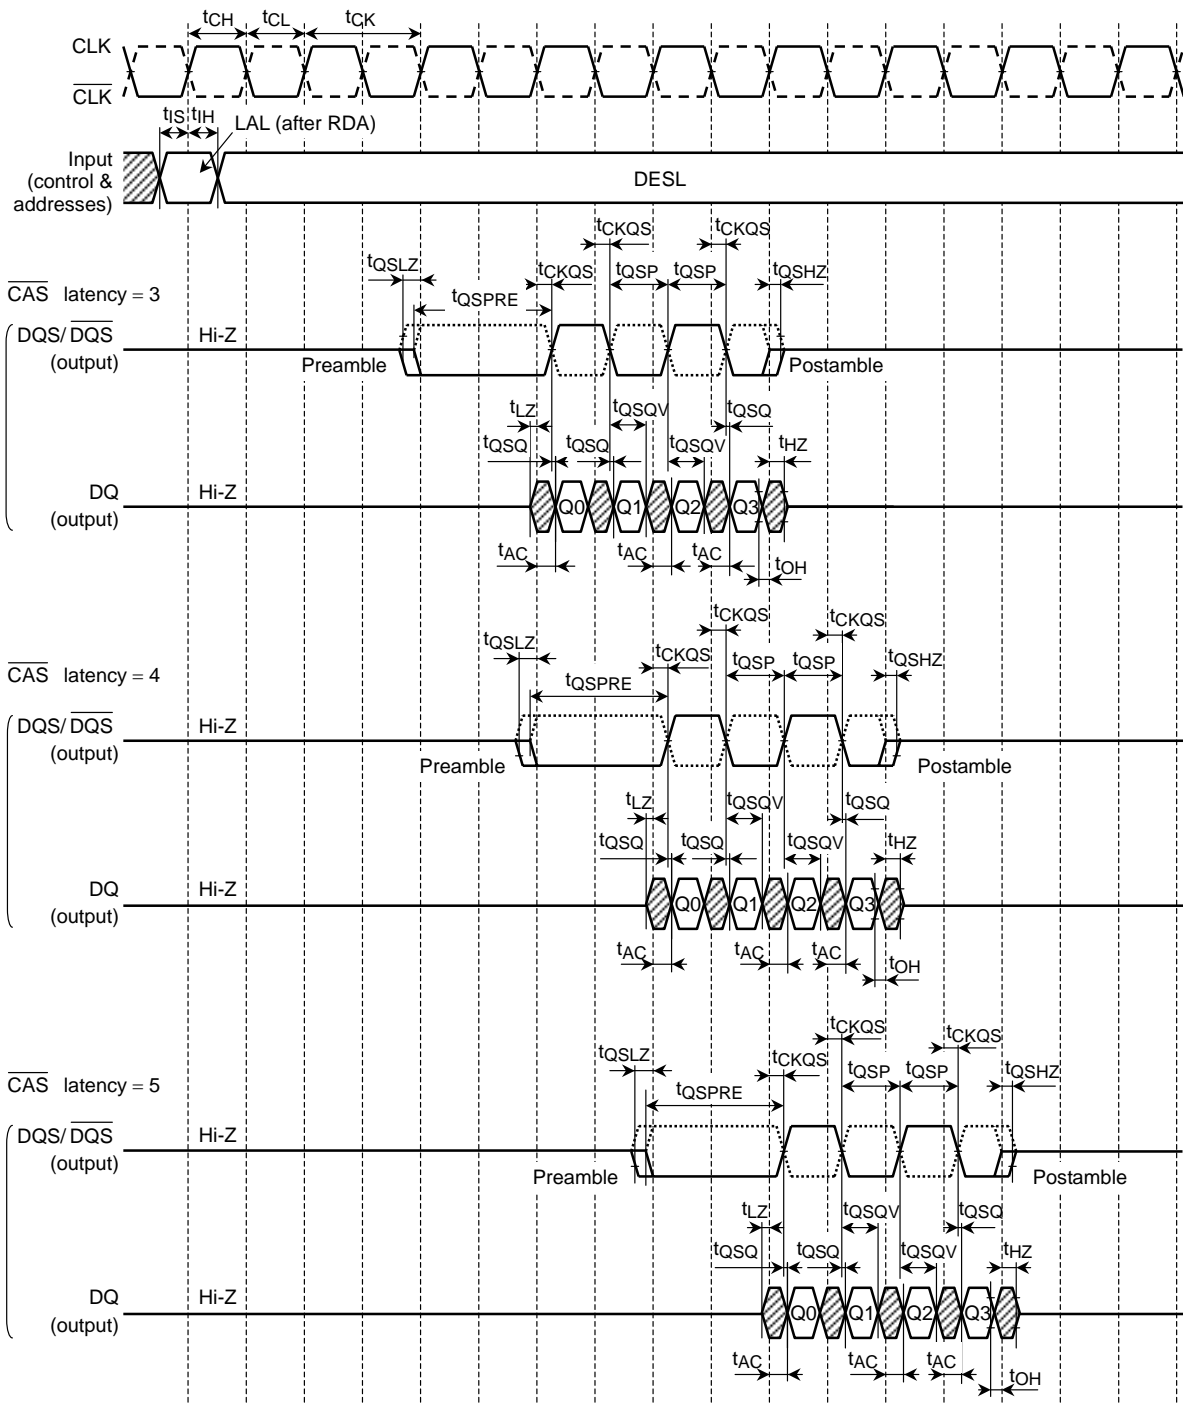 tCH tCL tCK
CLK
CLK
tIS tIH LAL (after RDA)
Input
(control &
addresses)
DESL
tCKQS tCKQS
tQSLZ tCKQS tQSP tQSP tQSHZ
CAS latency = 3
tQSPRE
DQS/ DQS
(output)
Hi-Z
Preamble Postamble
tLZ tQSQV tQSQ
tQSQ tQSQ tQSQV tHZ
DQ
(output)
Hi-Z
Q0 Q1 Q2 Q3
tAC tAC tAC tOH
tCKQS tCKQS
tQSLZ tCKQS tQSP tQSP tQSHZ
CAS latency = 4
tQSPRE
DQS/ DQS
(output)
Hi-Z
Preamble Postamble
tLZ tQSQV tQSQ
tQSQ tQSQ tQSQV tHZ
DQ
(output)
Hi-Z
Q0 Q1 Q2 Q3
tAC tAC tAC tOH
tCKQS tCKQS
tQSLZ tCKQS tQSP tQSP tQSHZ
CAS latency = 5
tQSPRE
DQS/ DQS
(output)
Hi-Z
Preamble Postamble
tLZ tQSQV tQSQ
tQSQ tQSQ tQSQV tHZ
DQ
(output)
Hi-Z
Q0 Q1 Q2 Q3
tAC tAC tAC tOH